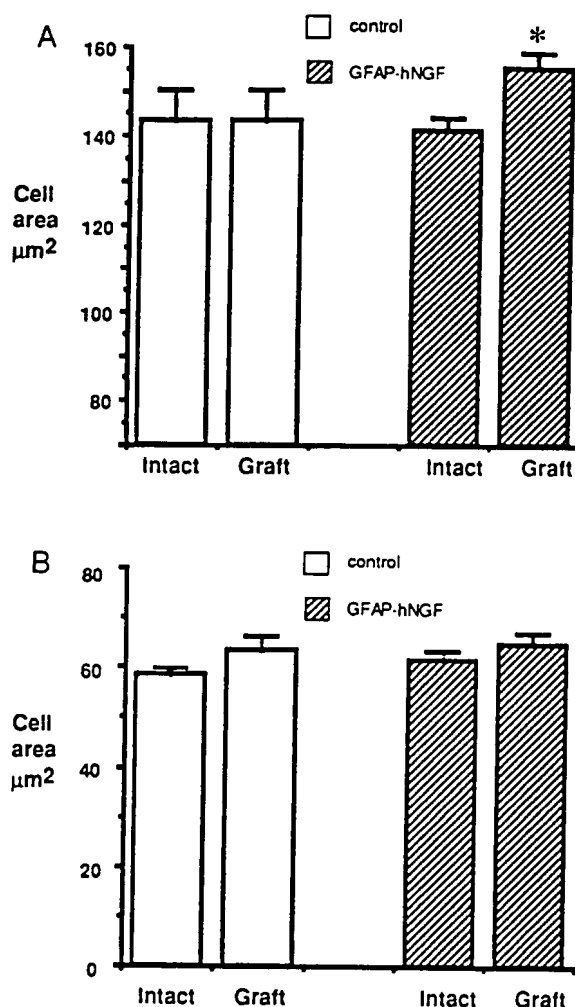 A
control
GFAP-hNGF
*
160
140
120
100
80
Cell
area
µm2
Intact Graft Intact Graft
B
control
GFAP-hNGF
80
60
40
20
0
Cell
area
µm2
Intact Graft Intact Graft